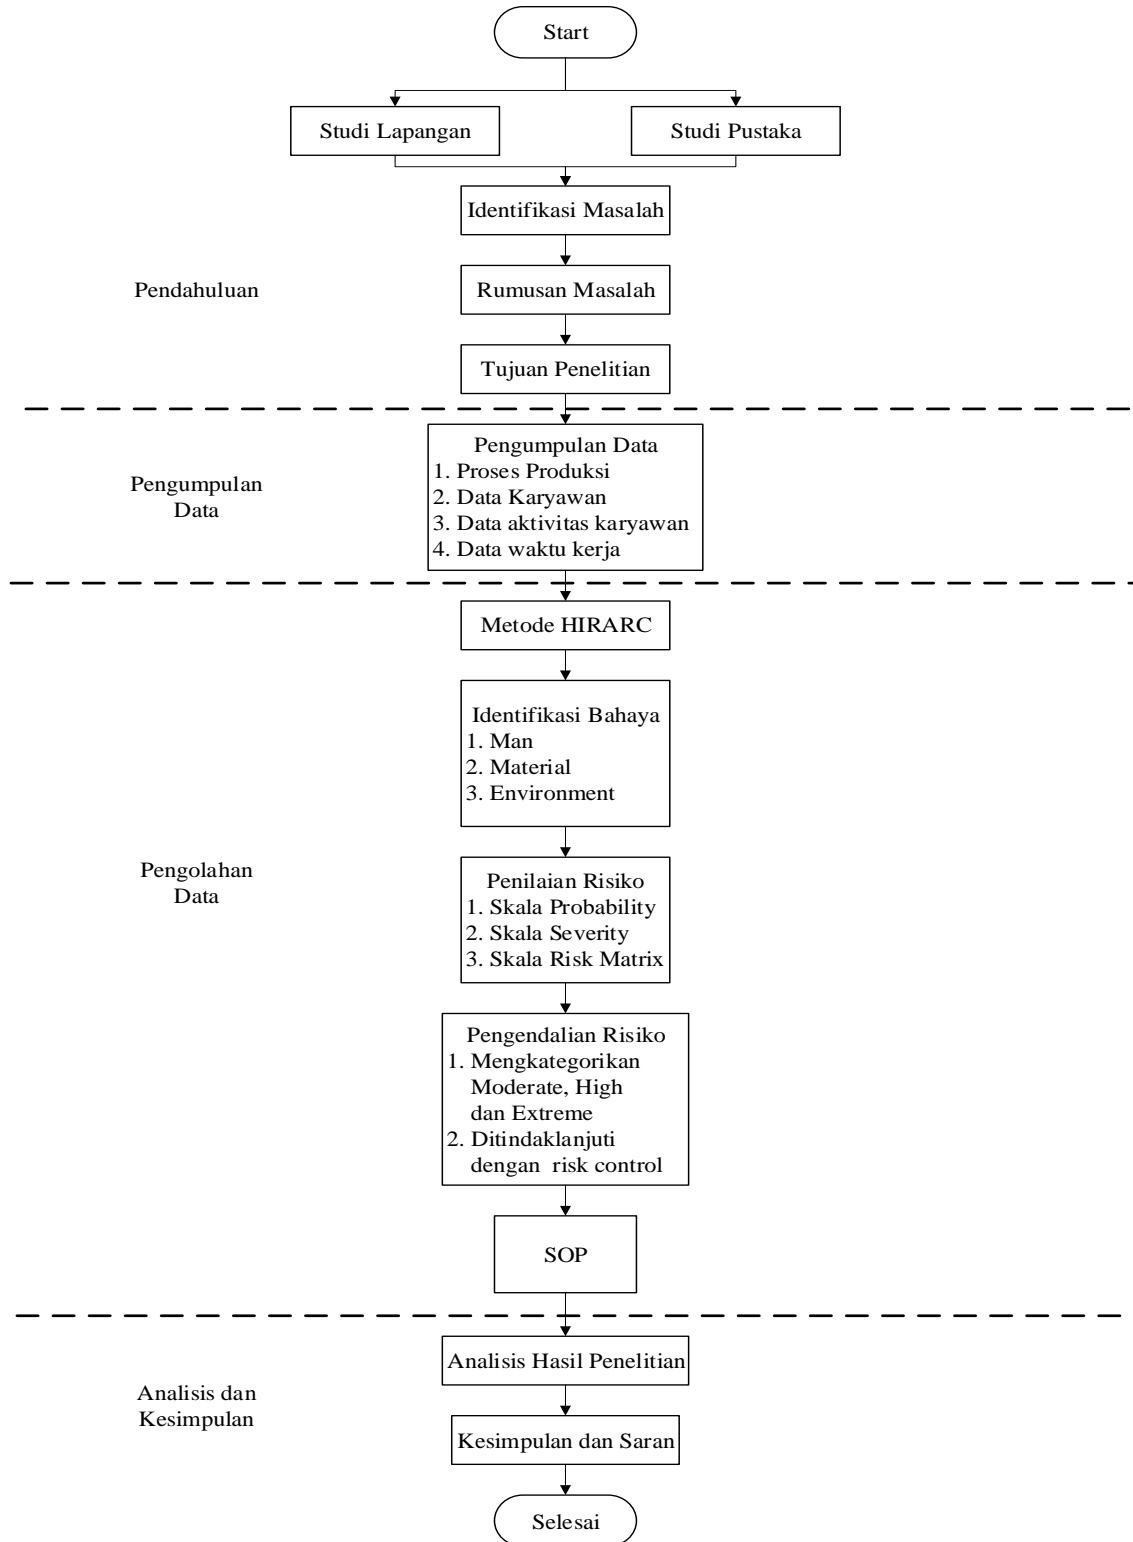 Start
Studi Lapangan
Studi Pustaka
Identifikasi Masalah
Pendahuluan
Rumusan Masalah
Tujuan Penelitian
Pengumpulan
Data
Pengumpulan Data
1. Proses Produksi
2. Data Karyawan
3. Data aktivitas karyawan
4. Data waktu kerja
Metode HIRARC
Identifikasi Bahaya
1. Man
2. Material
3. Environment
Pengolahan
Data
Penilaian Risiko
1. Skala Probability
2. Skala Severity
3. Skala Risk Matrix
Pengendalian Risiko
1. Mengkategorikan
Moderate, High
dan Extreme
2. Ditindaklanjuti
dengan risk control
SOP
Analisis dan
Kesimpulan
Analisis Hasil Penelitian
Kesimpulan dan Saran
Selesai